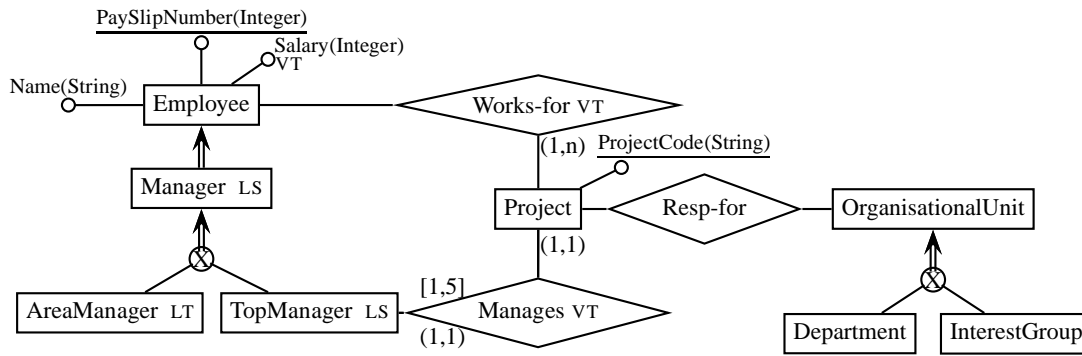 PaySlipNumber(Integer)
Salary(Integer)
VT
Name(String)
Employee
Works-for VT
(1,n)
ProjectCode(String)
Manager LS
Project
Resp-for
OrganisationalUnit
(1,1)
X
X
[1,5]
AreaManager LT
TopManager LS
Manages VT
(1,1)
Department
InterestGroup